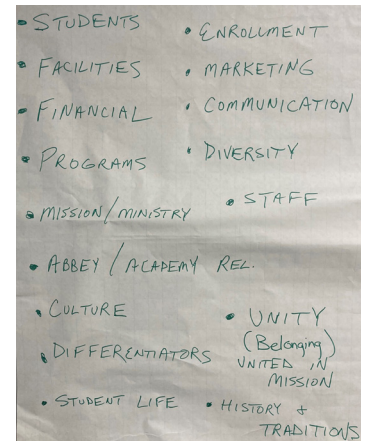 • STUDENTS
• ENROLLMENT
• FACILITIES
• MARKETING
• FINANCIAL
• COMMUNICATION
• PROGRAMS
• DIVERSITY
• MISSION/MINISTRY
• STAFF
• ABBEY / ACADEMY REL.
• CULTURE
• UNITY
(Belonging)
UNITED IN
MISSION
• DIFFERENTIATORS
• STUDENT LIFE
• HISTORY &
TRADITIONS